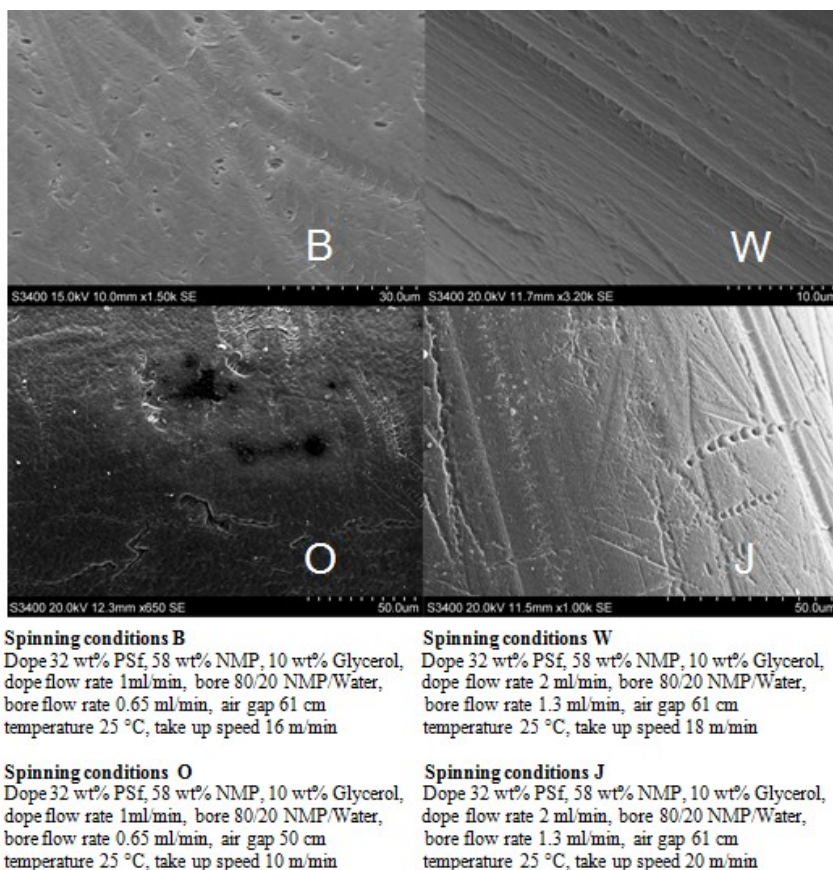 B
W
S3400 15.0kV 10.0mm x1.50k SE 30.0um
S3400 20.0kV 11.7mm x3.20k SE 10.0um
O
J
S3400 20.0kV 12.3mm x650 SE 50.0um
S3400 20.0kV 11.5mm x1.00k SE 50.0um
Spinning conditions B
Dope 32 wt% PSf, 58 wt% NMP, 10 wt% Glycerol,
dope flow rate 1ml/min, bore 80/20 NMP/Water,
bore flow rate 0.65 ml/min, air gap 61 cm
temperature 25 °C, take up speed 16 m/min
Spinning conditions W
Dope 32 wt% PSf, 58 wt% NMP, 10 wt% Glycerol,
dope flow rate 2 ml/min, bore 80/20 NMP/Water,
bore flow rate 1.3 ml/min, air gap 61 cm
temperature 25 °C, take up speed 18 m/min
Spinning conditions O
Dope 32 wt% PSf, 58 wt% NMP, 10 wt% Glycerol,
dope flow rate 1ml/min, bore 80/20 NMP/Water,
bore flow rate 0.65 ml/min, air gap 50 cm
temperature 25 °C, take up speed 10 m/min
Spinning conditions J
Dope 32 wt% PSf, 58 wt% NMP, 10 wt% Glycerol,
dope flow rate 2 ml/min, bore 80/20 NMP/Water,
bore flow rate 1.3 ml/min, air gap 61 cm
temperature 25 °C, take up speed 20 m/min